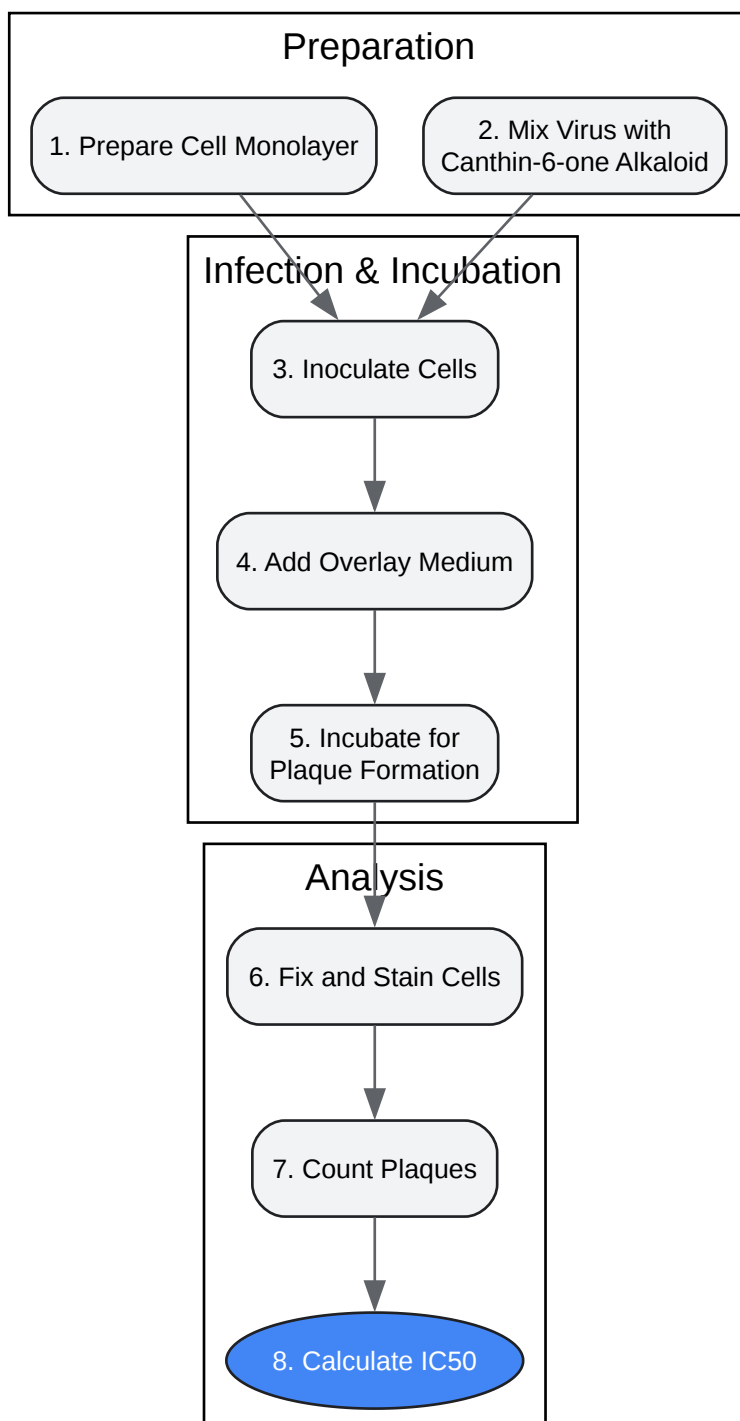 Preparation
1. Prepare Cell Monolayer
2. Mix Virus with
Canthin-6-one Alkaloid
Infection & Incubation
3. Inoculate Cells
4. Add Overlay Medium
5. Incubate for
Plaque Formation
Analysis
6. Fix and Stain Cells
7. Count Plaques
8. Calculate IC50